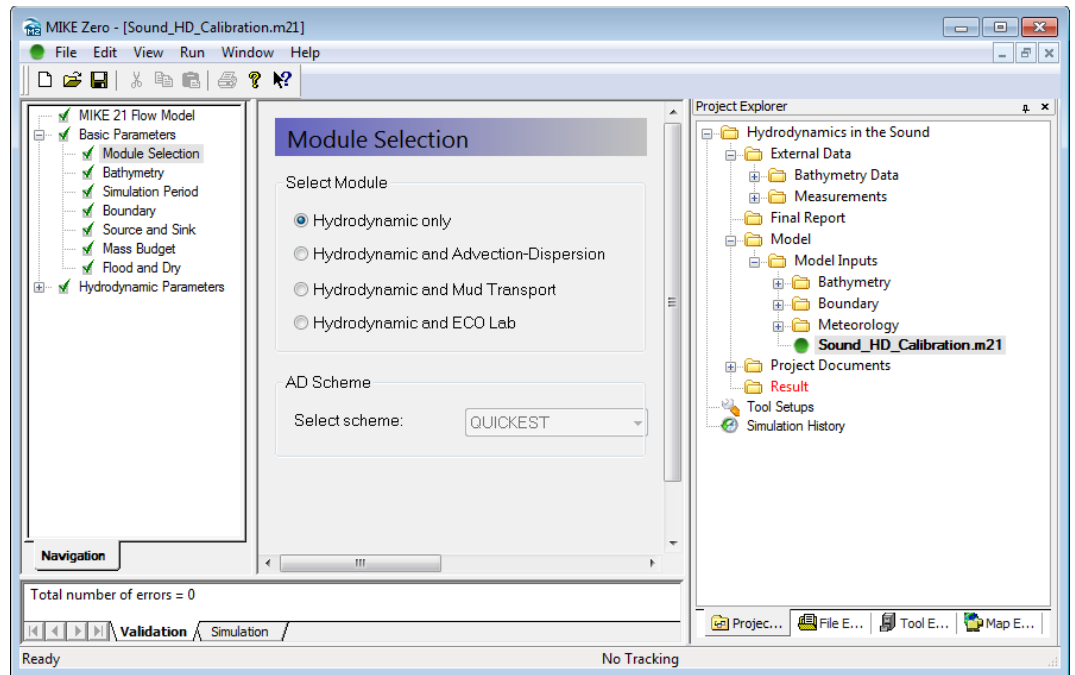 MIKE Zero - [Sound_HD_Calibration.m21]
File Edit View Run Window Help
MIKE 21 Flow Model
Basic Parameters
Module Selection
Bathymetry
Simulation Period
Boundary
Source and Sink
Mass Budget
Flood and Dry
Hydrodynamic Parameters
Navigation
Module Selection
Select Module
Hydrodynamic only
Hydrodynamic and Advection-Dispersion
Hydrodynamic and Mud Transport
Hydrodynamic and ECO Lab
AD Scheme
Select scheme: QUICKEST
Project Explorer
Hydrodynamics in the Sound
External Data
Bathymetry Data
Measurements
Final Report
Model
Model Inputs
Bathymetry
Boundary
Meteorology
Sound_HD_Calibration.m21
Project Documents
Result
Tool Setups
Simulation History
Projec... File E... Tool E... Map E...
Total number of errors = 0
Validation Simulation
Ready No Tracking